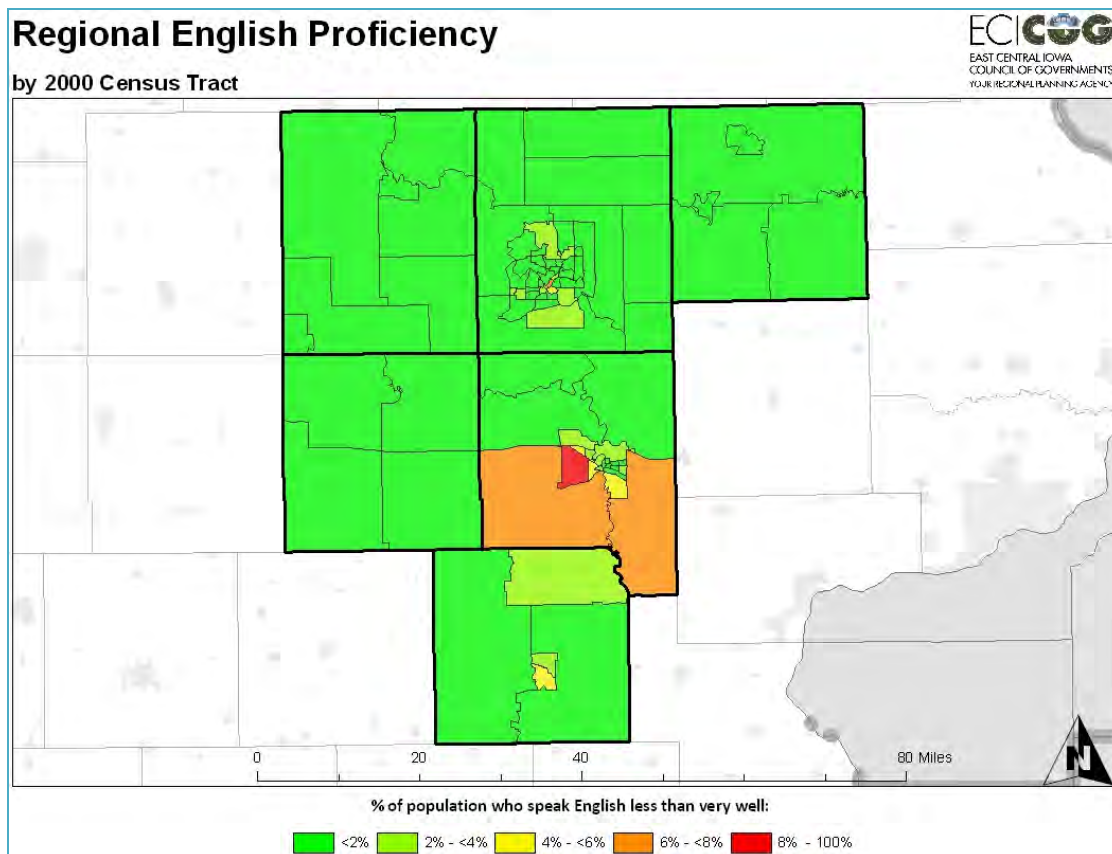 Regional English Proficiency
by 2000 Census Tract
ECICOG
EAST CENTRAL IOWA
COUNCIL OF GOVERNMENTS
YOUR REGIONAL PLANNING AGENCY
0 20 40 80 Miles
N
% of population who speak English less than very well:
<2% 2% - <4% 4% - <6% 6% - <8% 8% - 100%